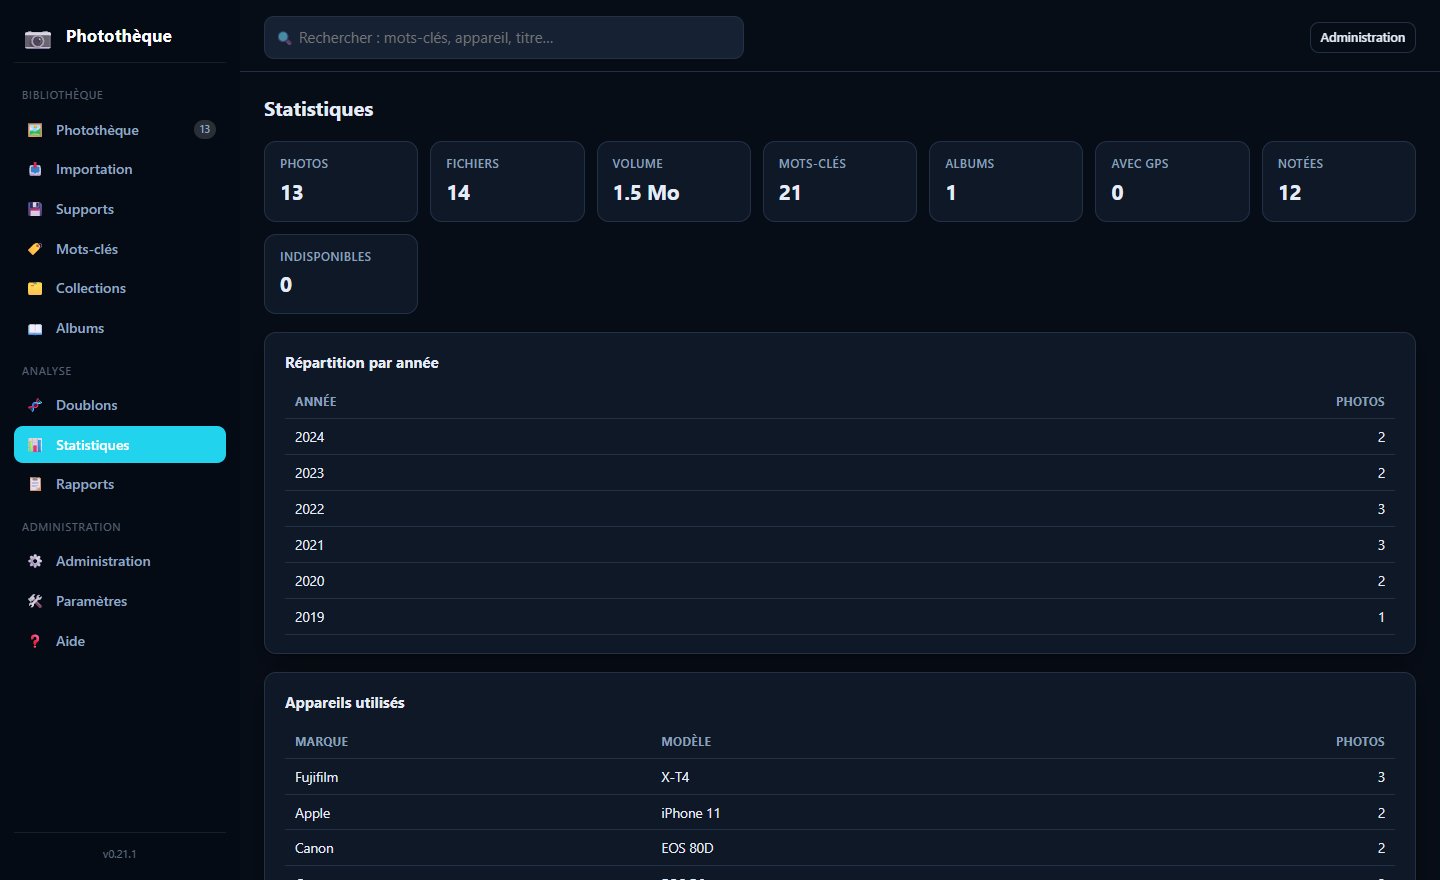 Photothèque
Rechercher : mots-clés, appareil, titre...
Administration
BIBLIOTHÈQUE
Photothèque 13
Importation
Supports
Mots-clés
Collections
Albums
ANALYSE
Doublons
Statistiques
Rapports
ADMINISTRATION
Administration
Paramètres
Aide
v0.21.1
Statistiques
PHOTOS
13
FICHIERS
14
VOLUME
1.5 Mo
MOTS-CLÉS
21
ALBUMS
1
AVEC GPS
0
NOTÉES
12
INDISPONIBLES
0
Répartition par année
ANNÉE PHOTOS
2024 2
2023 2
2022 3
2021 3
2020 2
2019 1
Appareils utilisés
MARQUE MODÈLE PHOTOS
Fujifilm X-T4 3
Apple iPhone 11 2
Canon EOS 80D 2